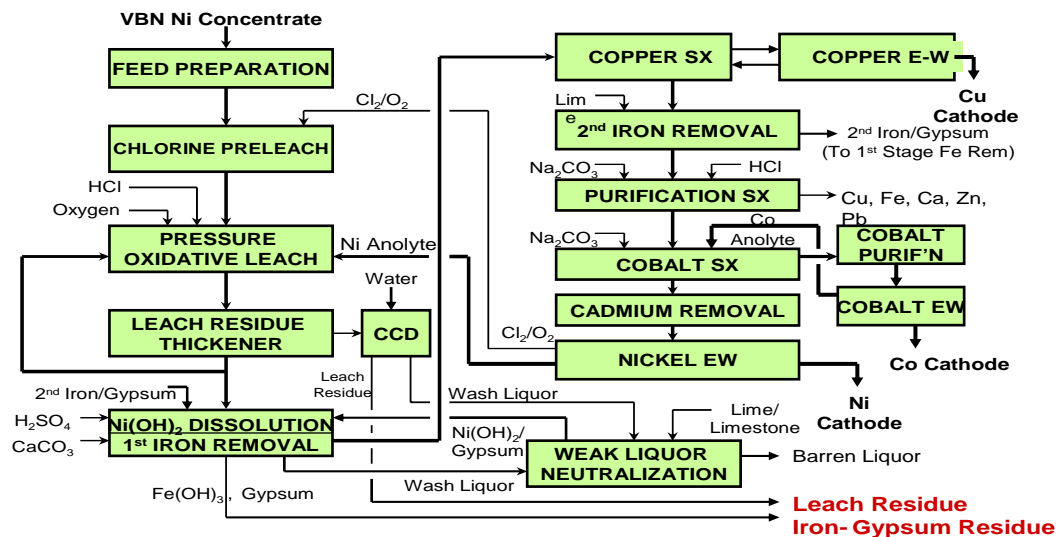 VBN Ni Concentrate
FEED PREPARATION
Cl2/O2
CHLORINE PRELEACH
HCl
Oxygen
PRESSURE
OXIDATIVE LEACH
Ni Anolyte
Water
LEACH RESIDUE
THICKENER
CCD
Cl2/O2
Leach
Residue
2nd Iron/Gypsum
Wash Liquor
H2SO4
Ni(OH)2 DISSOLUTION
CaCO3
1st IRON REMOVAL
Ni(OH)2/
Gypsum
Wash Liquor
Fe(OH)3, Gypsum
WEAK LIQUOR
NEUTRALIZATION
Lime/
Limestone
Barren Liquor
Leach Residue
Iron- Gypsum Residue
COPPER SX
COPPER E-W
Cu
Cathode
Lim
e
2nd IRON REMOVAL
2nd Iron/Gypsum
(To 1st Stage Fe Rem)
Na2CO3
HCl
PURIFICATION SX
Cu, Fe, Ca, Zn,
Pb
Co
Anolyte
Na2CO3
COBALT SX
COBALT
PURIF'N
CADMIUM REMOVAL
COBALT EW
Co Cathode
NICKEL EW
Ni
Cathode